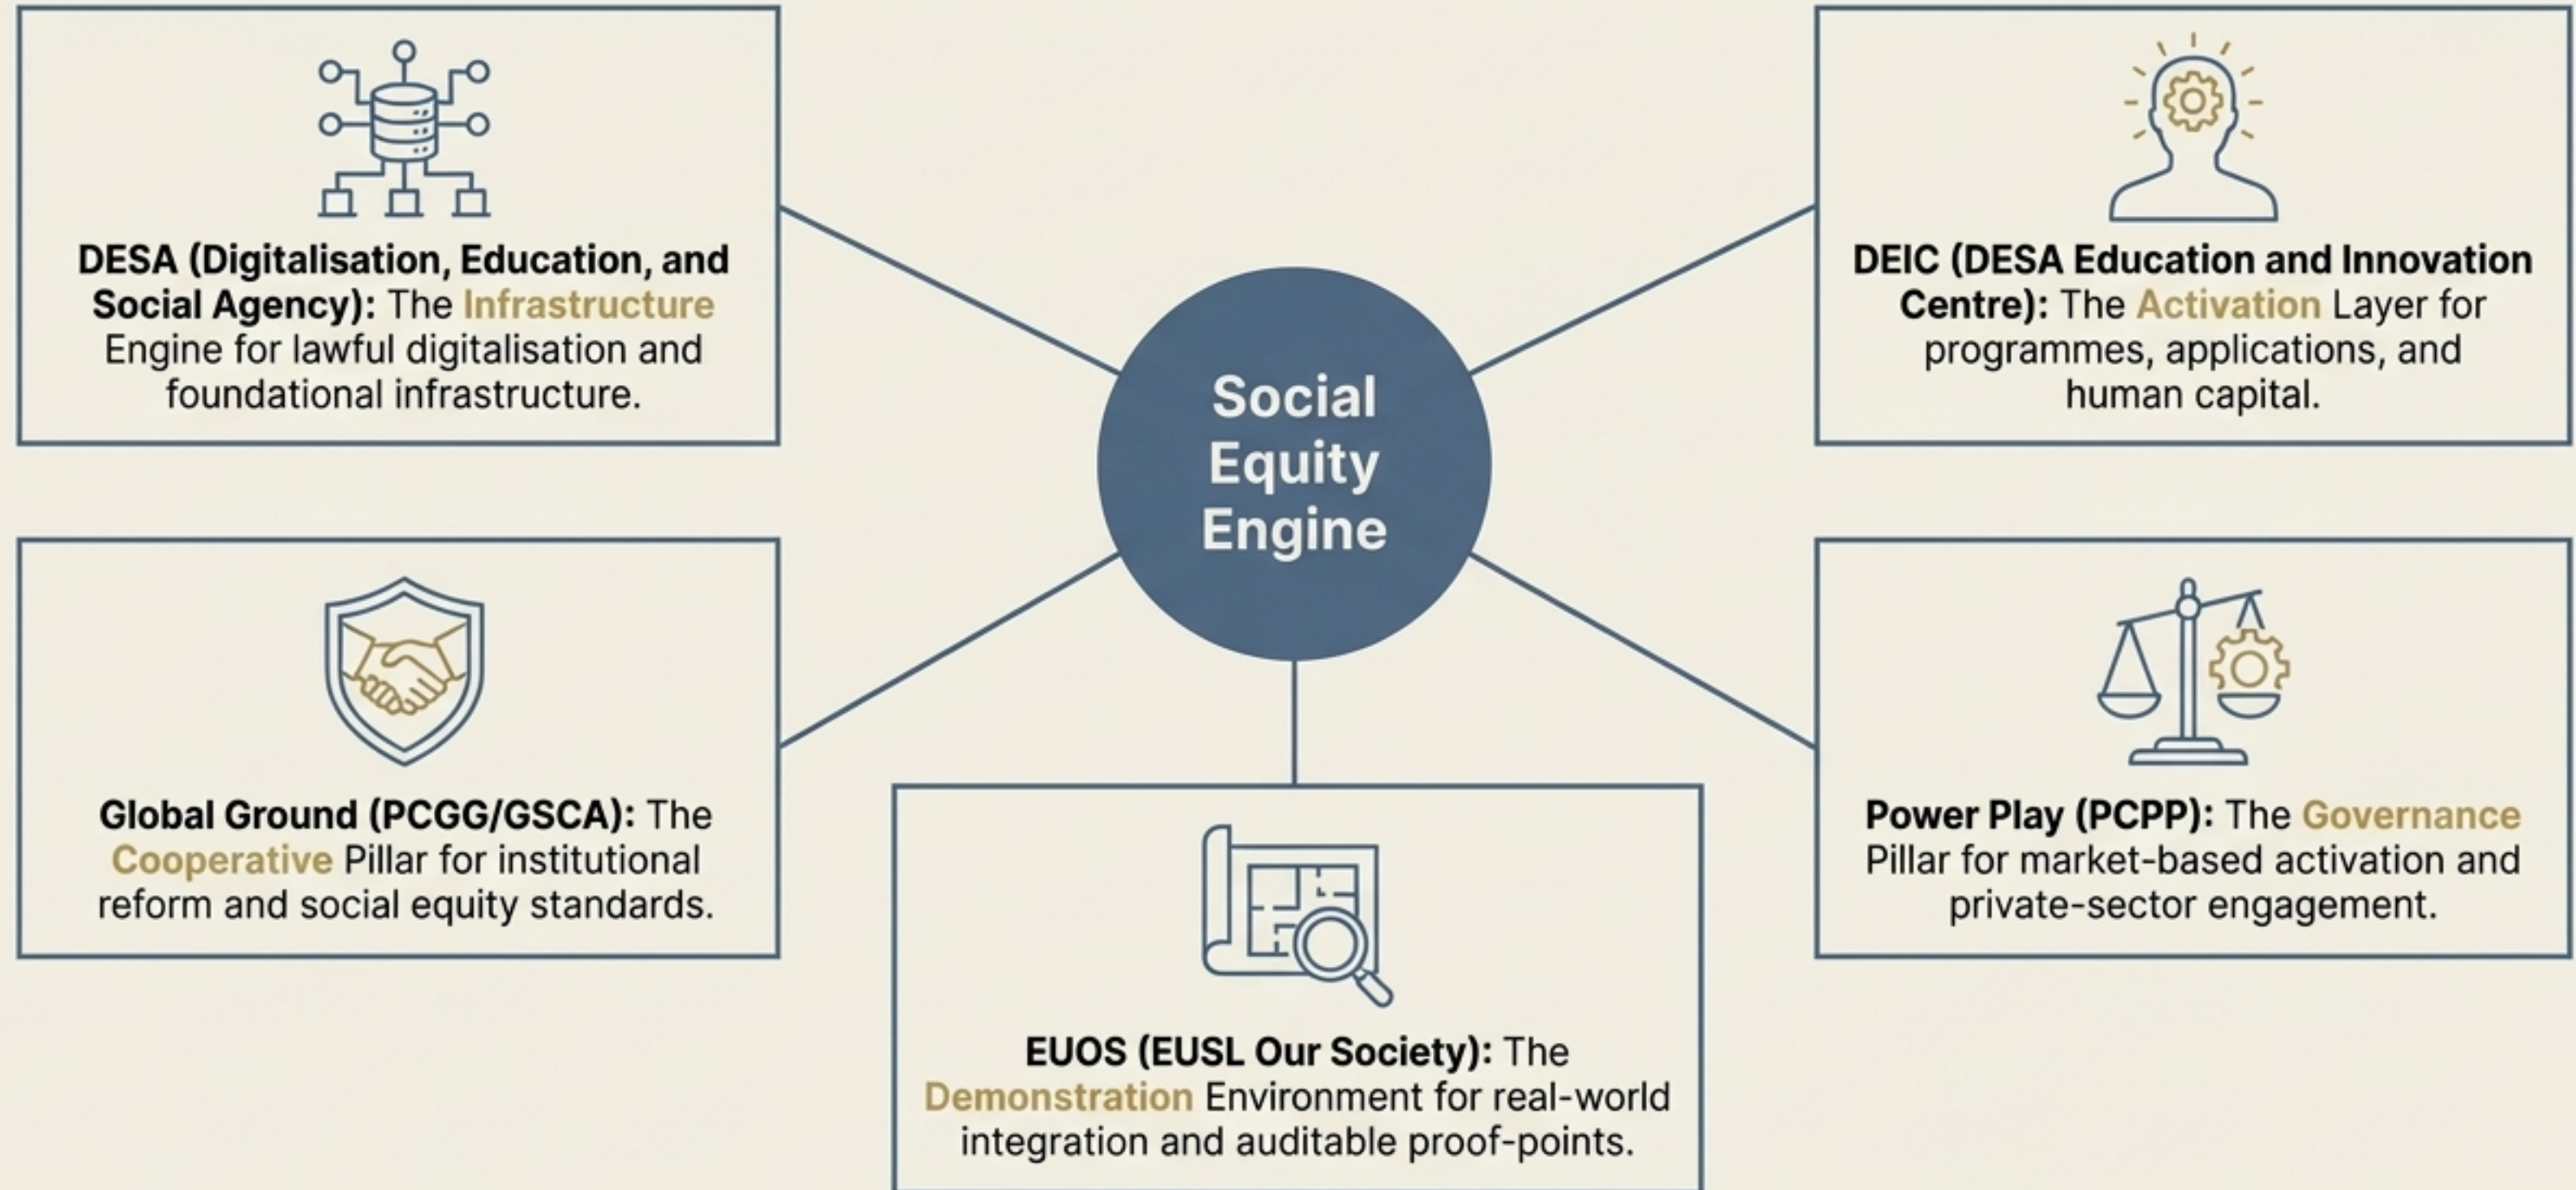 DESA (Digitalisation, Education, and
Social Agency): The Infrastructure
Engine for lawful digitalisation and
foundational infrastructure.
DEIC (DESA Education and Innovation
Centre): The Activation Layer for
programmes, applications, and
human capital.
Social
Equity
Engine
Global Ground (PCGG/GSCA): The
Cooperative Pillar for institutional
reform and social equity standards.
Power Play (PCPP): The Governance
Pillar for market-based activation and
private-sector engagement.
EUOS (EUSL Our Society): The
Demonstration Environment for real-world
integration and auditable proof-points.